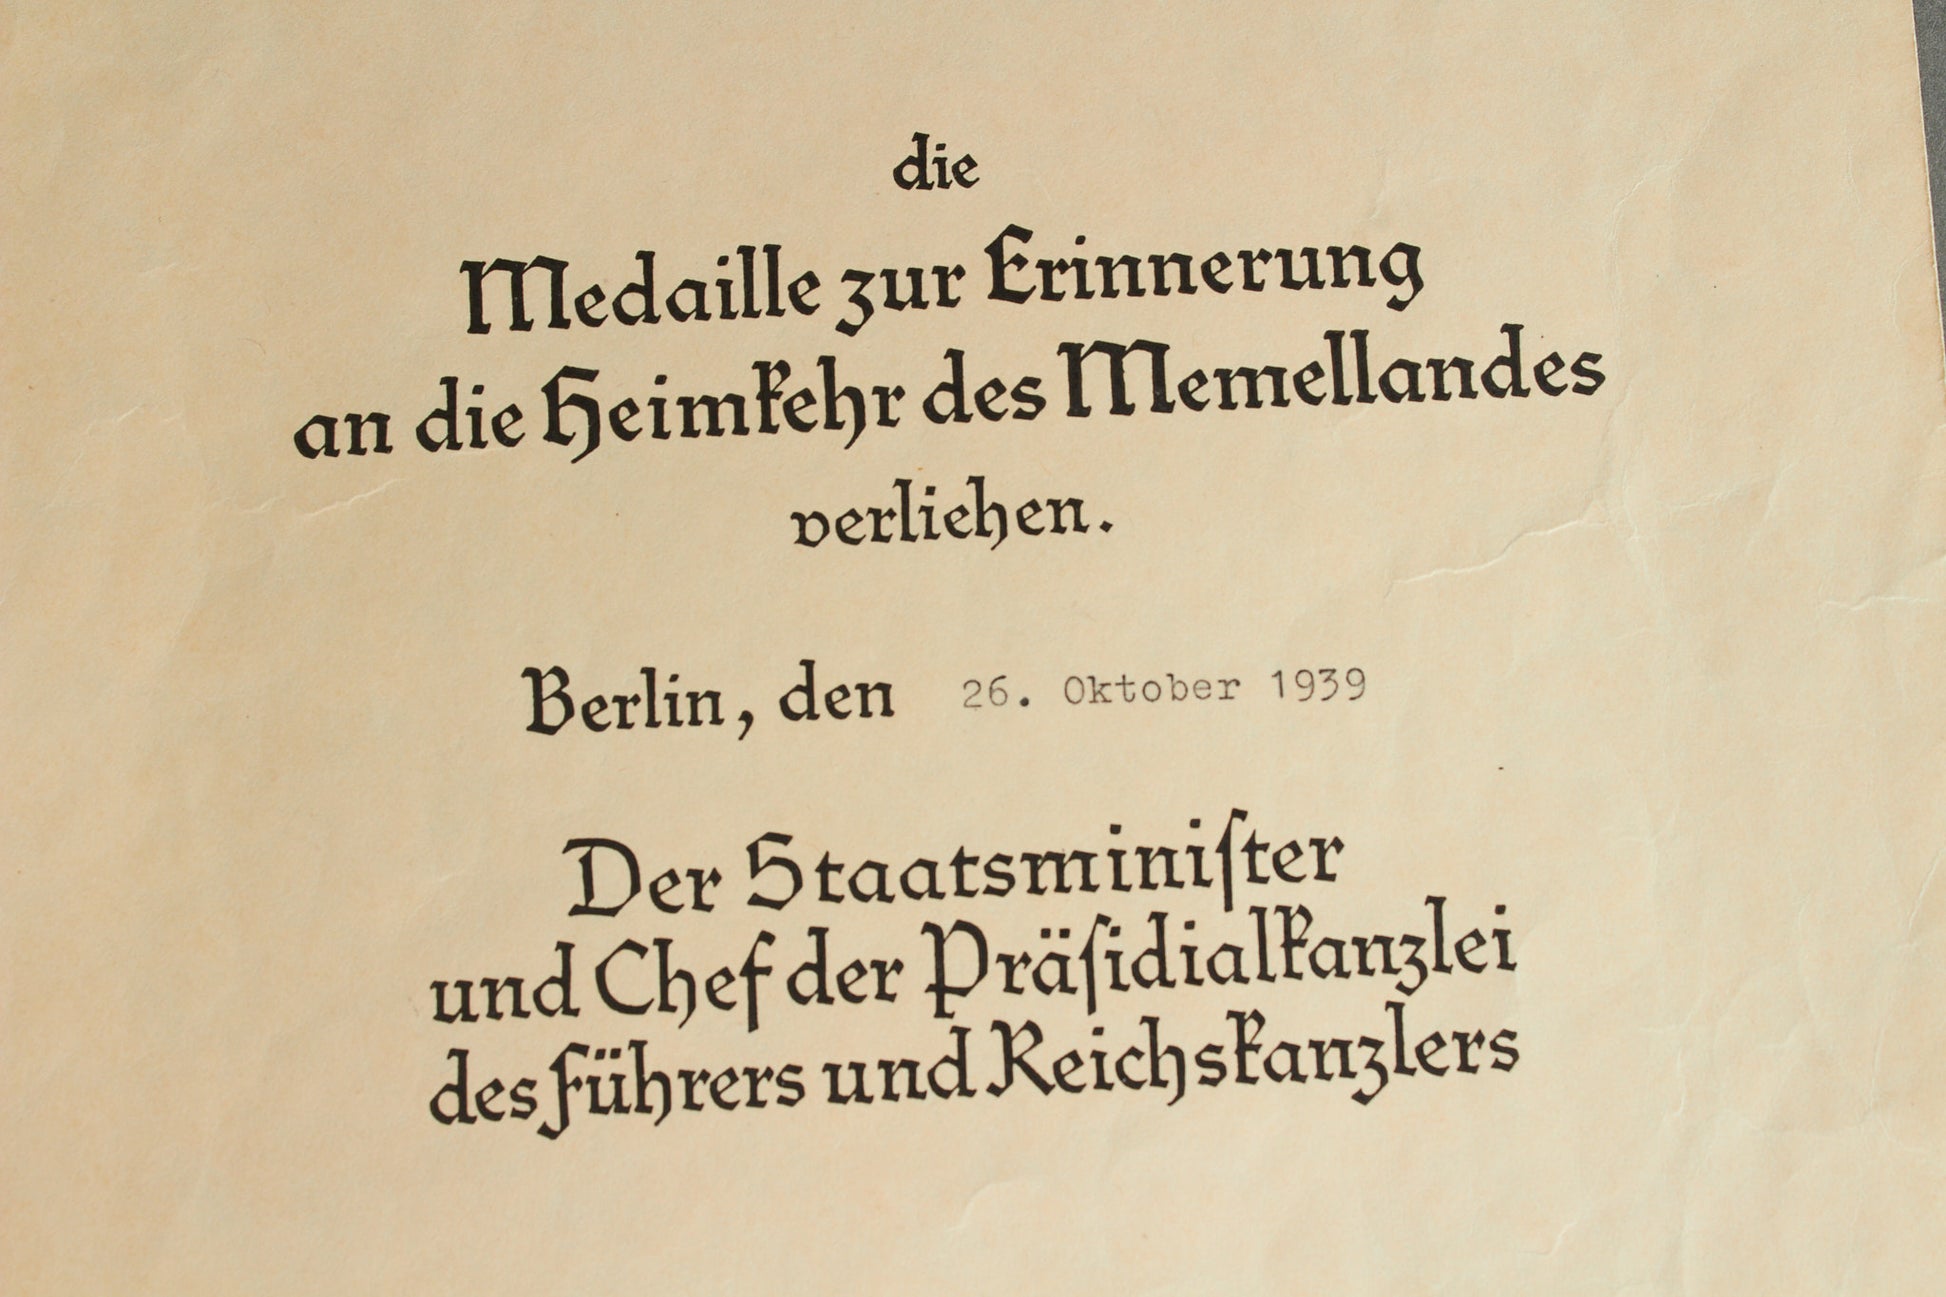 die
Medaille zur Erinnerung
an die Heimkehr des Memellandes
verliehen.
Berlin, den 26. Oktober 1939
Der Staatsminiſter
und Chef der Präſidialkanzlei
des Führers und Reichskanzlers